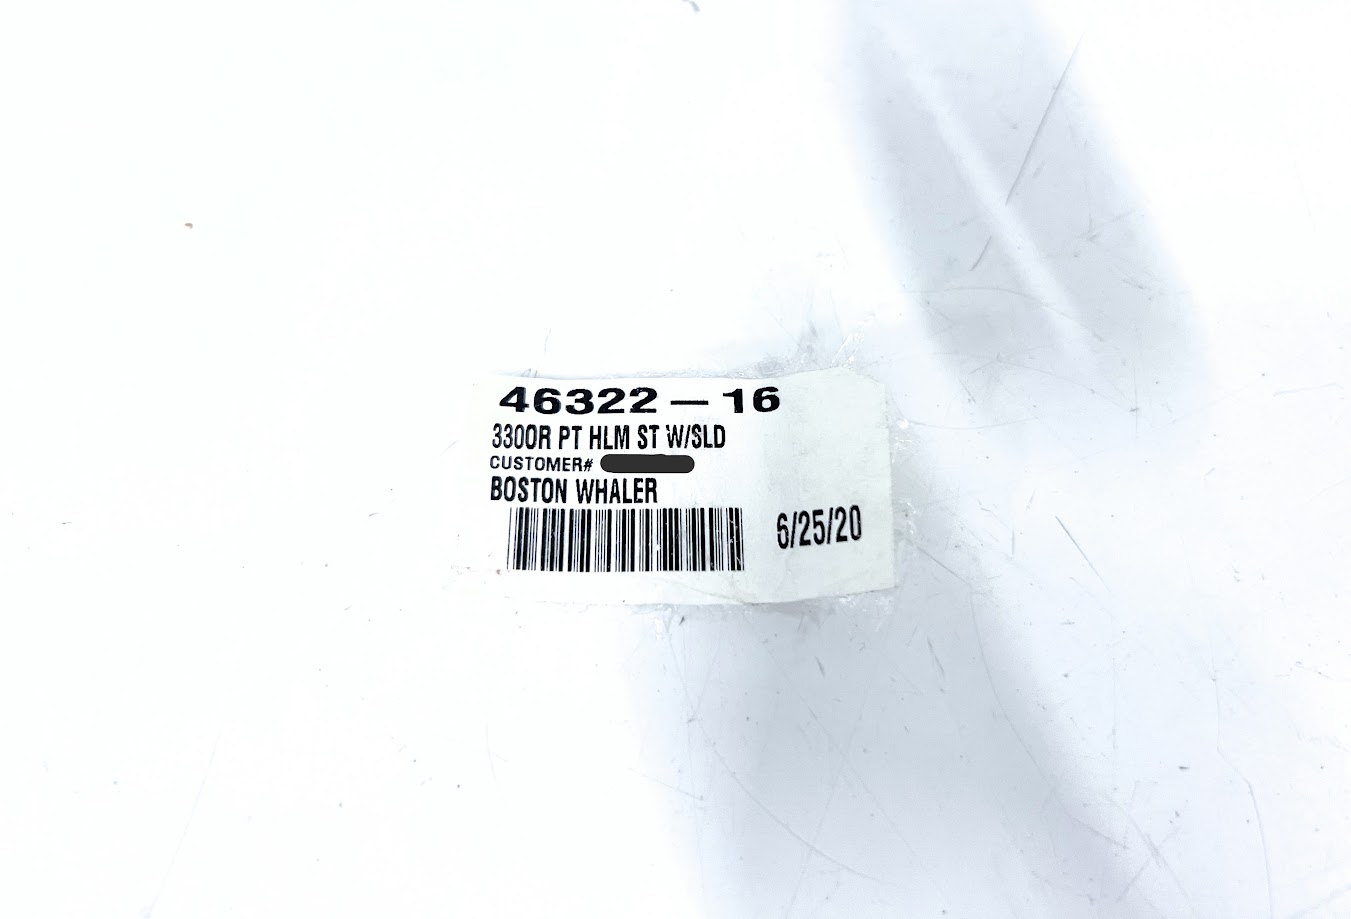 46322-16
3300R PT HLM ST W/SLD
CUSTOMER#
BOSTON WHALER
6/25/20